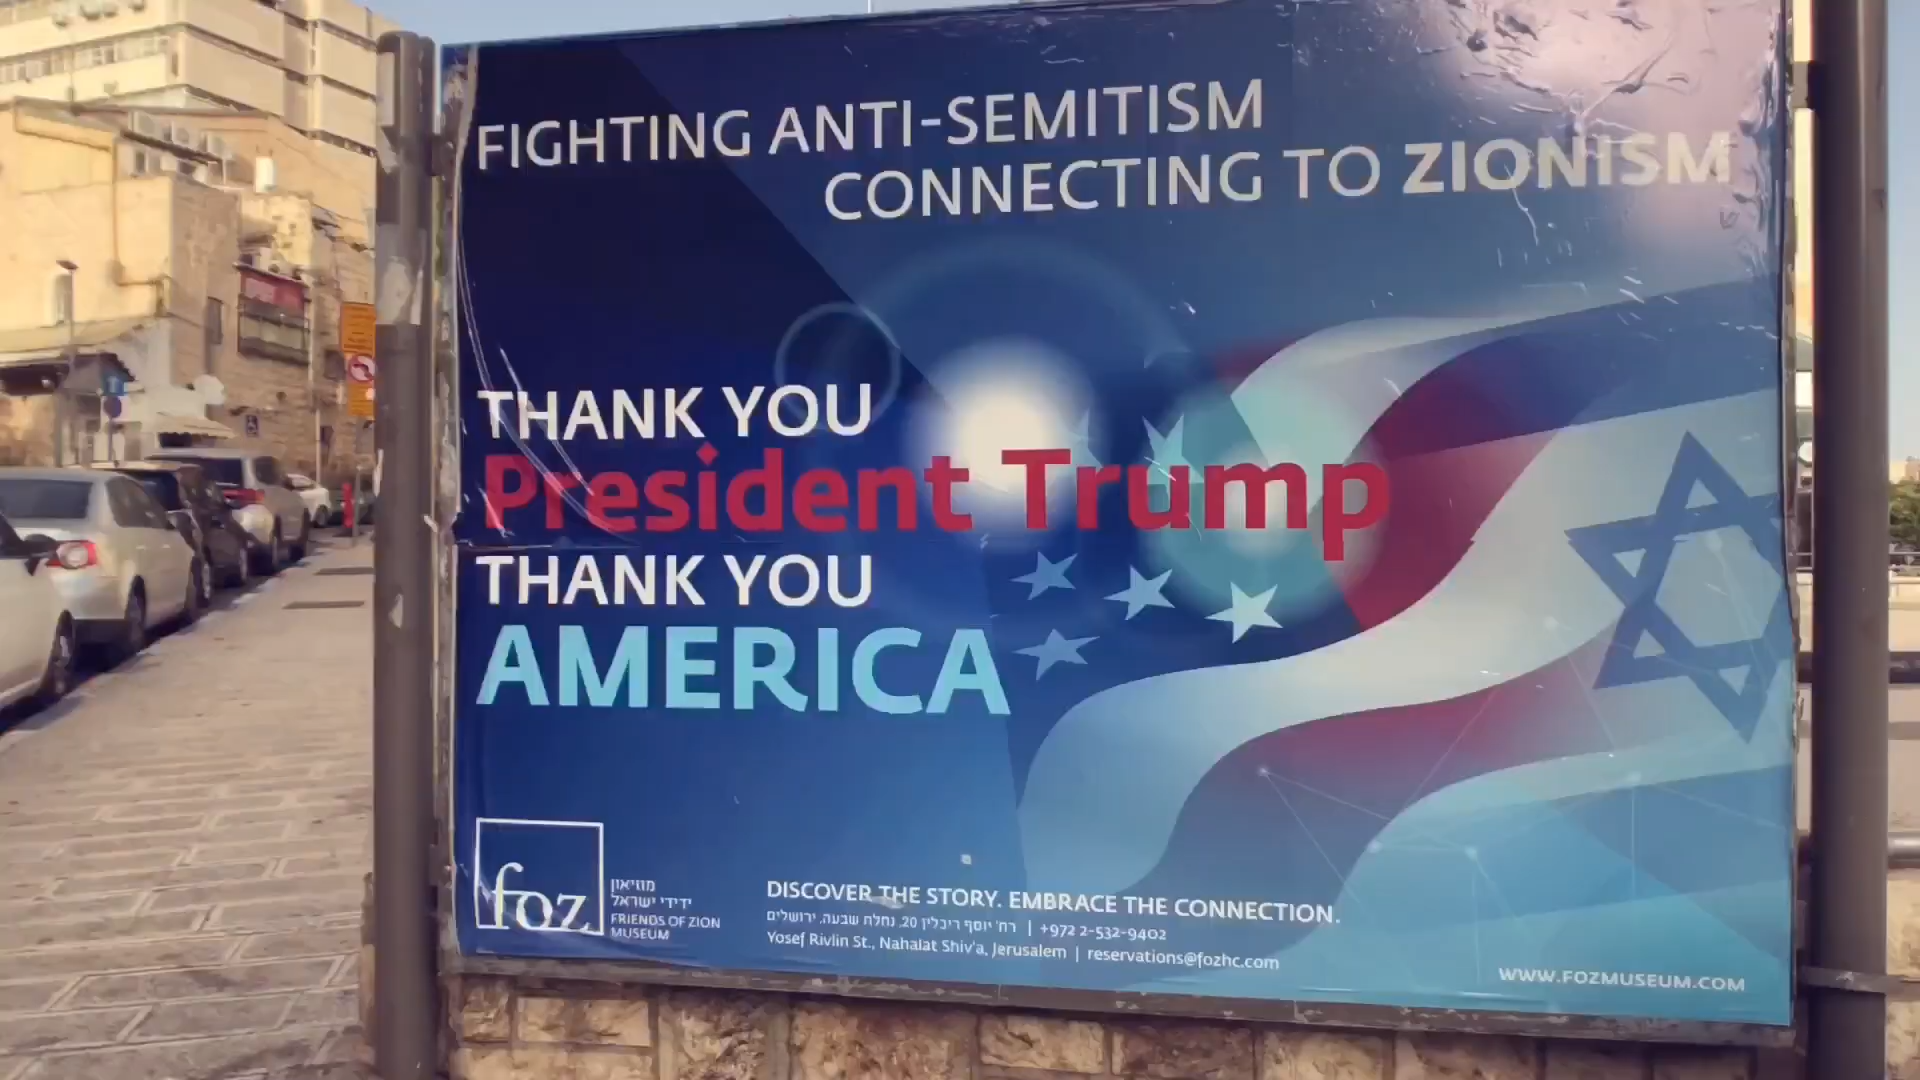 FIGHTING ANTI-SEMITISM
CONNECTING TO ZIONISM
THANK YOU
President Trump
THANK YOU
AMERICA
foz
מוזיאון
ידידי ישראל
FRIENDS OF ZION
MUSEUM
DISCOVER THE STORY. EMBRACE THE CONNECTION.
רח' יוסף ריבלין 20, נחלת שבעה, ירושלים | +972 2-532-9402
Yosef Rivlin St., Nahalat Shiv'a, Jerusalem | reservations@fozhc.com
WWW.FOZMUSEUM.COM